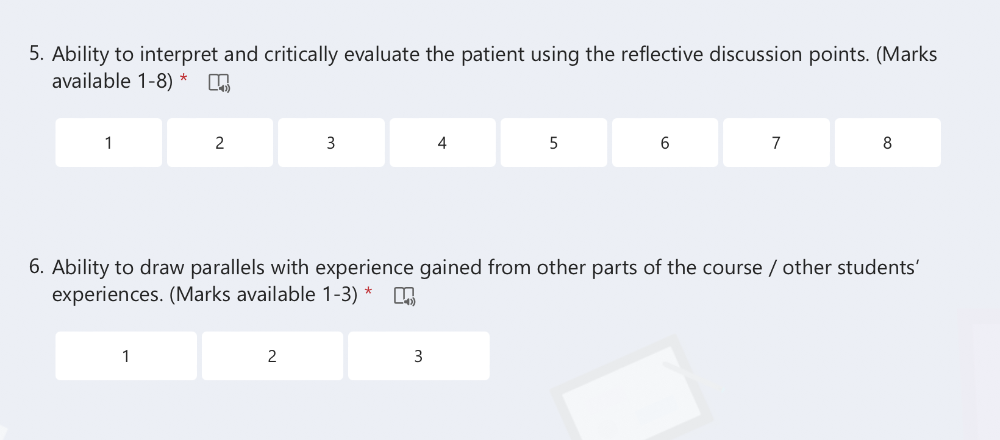 5. Ability to interpret and critically evaluate the patient using the reflective discussion points. (Marks
available 1-8) *
1 2 3 4 5 6 7 8
6. Ability to draw parallels with experience gained from other parts of the course / other students’
experiences. (Marks available 1-3) *
1 2 3